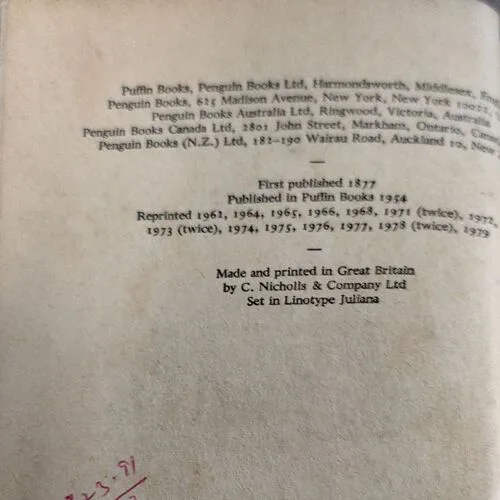 Puffin Books, Penguin Books Ltd, Harmondsworth, Middlesex,
Penguin Books, 625 Madison Avenue, New York, New York 10022,
Penguin Books Australia Ltd, Ringwood, Victoria, Australia
Penguin Books Canada Ltd, 2801 John Street, Markham, Ontario,
Penguin Books (N.Z.) Ltd, 182–190 Wairau Road, Auckland 10, New
First published 1877
Published in Puffin Books 1954
Reprinted 1962, 1964, 1965, 1966, 1968, 1971 (twice), 1972,
1973 (twice), 1974, 1975, 1976, 1977, 1978 (twice), 1979
Made and printed in Great Britain
by C. Nicholls & Company Ltd
Set in Linotype Juliana